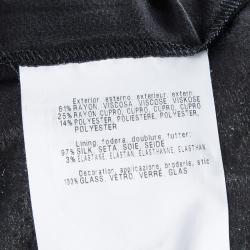 Exterior, esterno, exterieur, extern
61% RAYON, VISCOSA, VISCOSE, VISKOSE
25% RAYON CUPRO, CUPRO, CUPRO, CUPRO
14% POLYESTER, POLIESTERE, POLYESTER,
POLYESTER
Lining, fodera, doublure, futter:
97% SILK, SETA, SOIE, SEIDE
3% ELASTANE, ELASTAN, ELASTHANNE, ELASTHAN
Decoration, applicazioni, broderie, stic
100% GLASS, VETRO, VERRE, GLAS